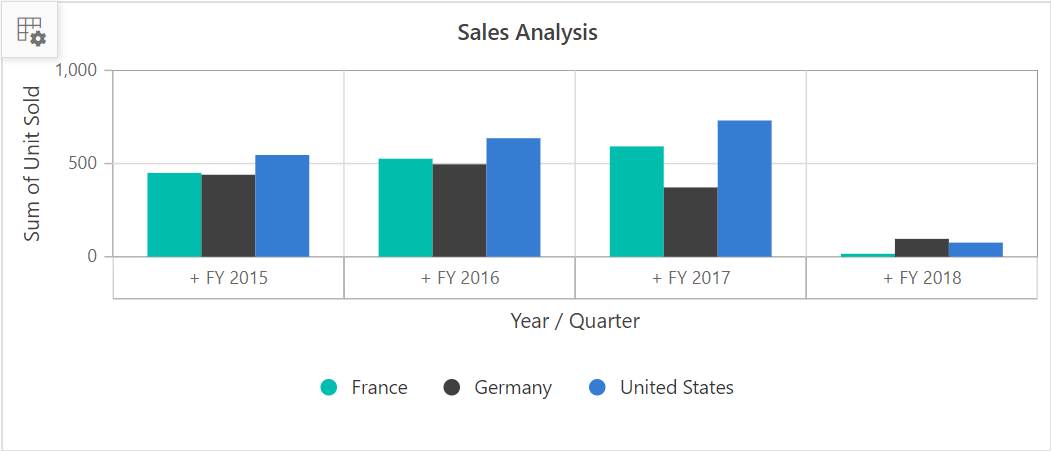 Sales Analysis
1,000
500
0
Sum of Unit Sold
+ FY 2015
+ FY 2016
+ FY 2017
+ FY 2018
Year / Quarter
France
Germany
United States